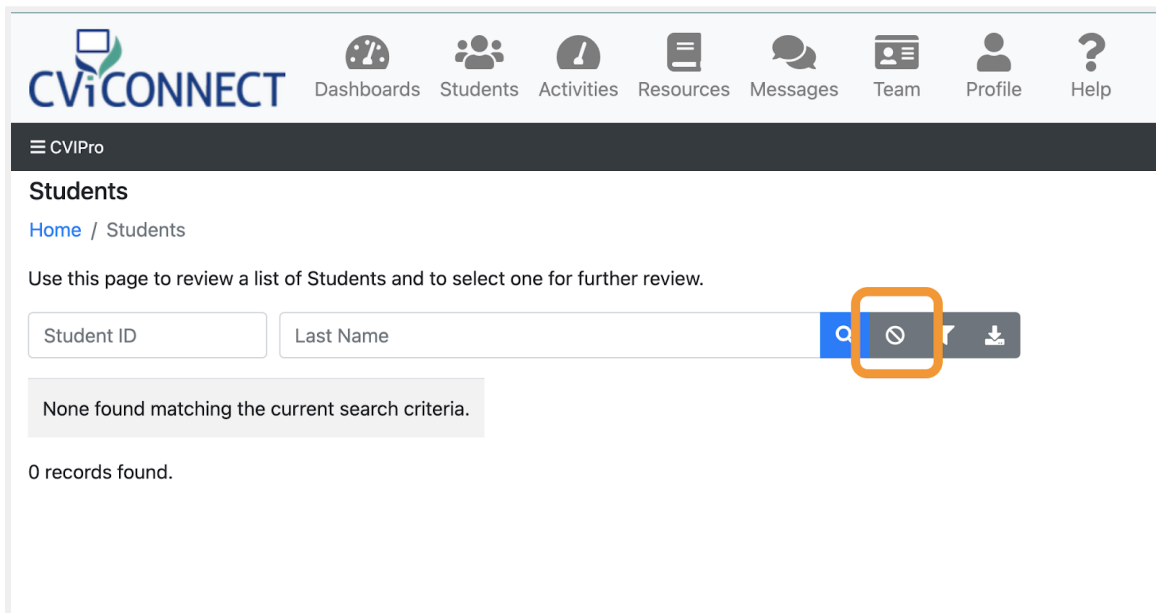 CViCONNECT
Dashboards Students Activities Resources Messages Team Profile Help
CVIPro
Students
Home / Students
Use this page to review a list of Students and to select one for further review.
Student ID Last Name
None found matching the current search criteria.
0 records found.